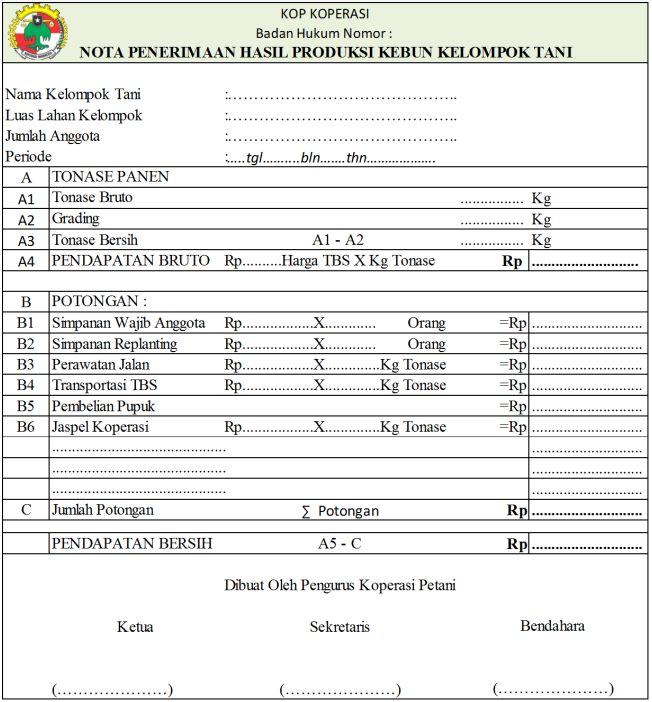 KOP KOPERASI
Badan Hukum Nomor :
NOTA PENERIMAAN HASIL PRODUKSI KEBUN KELOMPOK TANI
Nama Kelompok Tani :……………………………………..
Luas Lahan Kelompok :……………………………………..
Jumlah Anggota :……………………………………..
Periode :.....tgl..........bln.......thn...................
A TONASE PANEN
A1 Tonase Bruto ................ Kg
A2 Grading ................ Kg
A3 Tonase Bersih A1 - A2 ................ Kg
A4 PENDAPATAN BRUTO Rp..........Harga TBS X Kg Tonase Rp ...........................
B POTONGAN :
B1 Simpanan Wajib Anggota Rp..................X............. Orang =Rp ............................
B2 Simpanan Replanting Rp..................X............. Orang =Rp ............................
B3 Perawatan Jalan Rp..................X..............Kg Tonase =Rp ............................
B4 Transportasi TBS Rp..................X..............Kg Tonase =Rp ............................
B5 Pembelian Pupuk =Rp ............................
B6 Jaspel Koperasi Rp..................X..............Kg Tonase =Rp ............................
............................................ ............................
............................................ ............................
............................................ ............................
C Jumlah Potongan ∑ Potongan Rp ............................
PENDAPATAN BERSIH A5 - C Rp ............................
Dibuat Oleh Pengurus Koperasi Petani
Ketua Sekretaris Bendahara
(…………………) (…………………) (…………………)